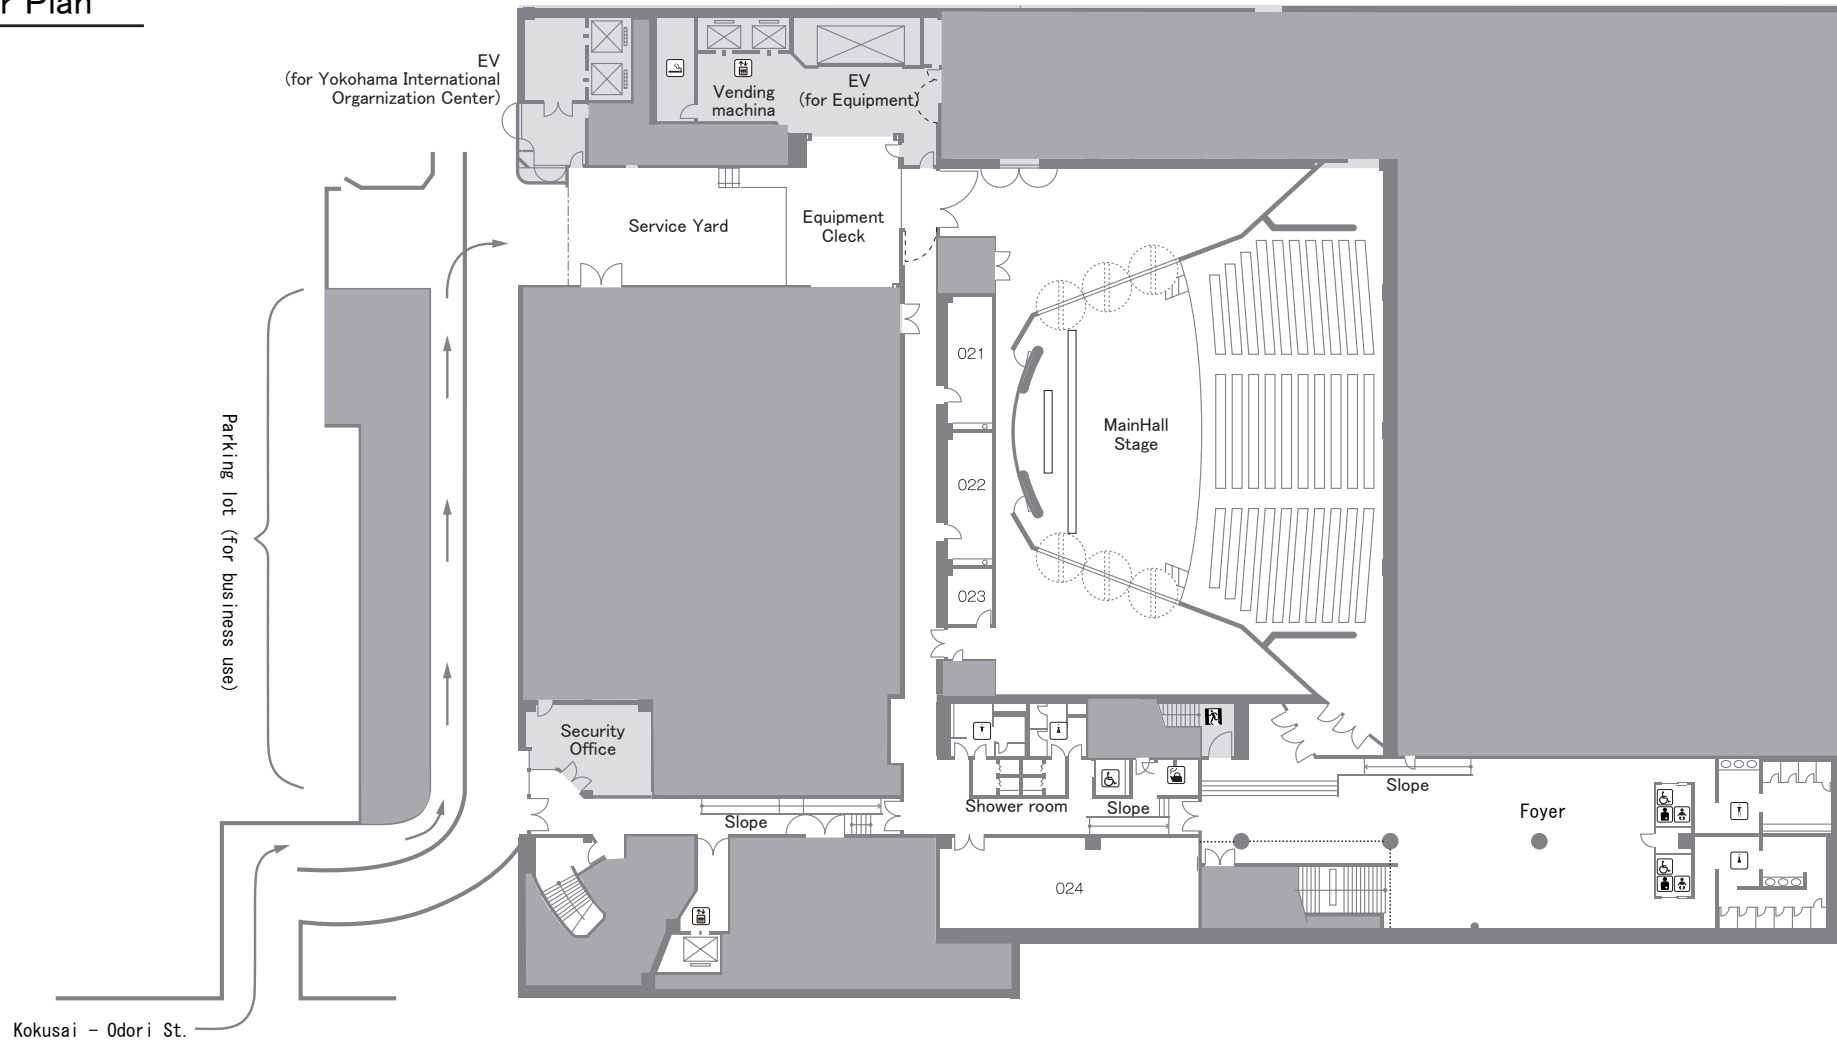 r Plan
EV
(for Yokohama International
Orgarnization Center)
Vending
machina
EV
(for Equipment)
Service Yard
Equipment
Cleck
021
022
023
MainHall
Stage
Parking lot (for business use)
Security
Office
Slope
Shower room
Slope
Slope
Foyer
024
Kokusai - Odori St.